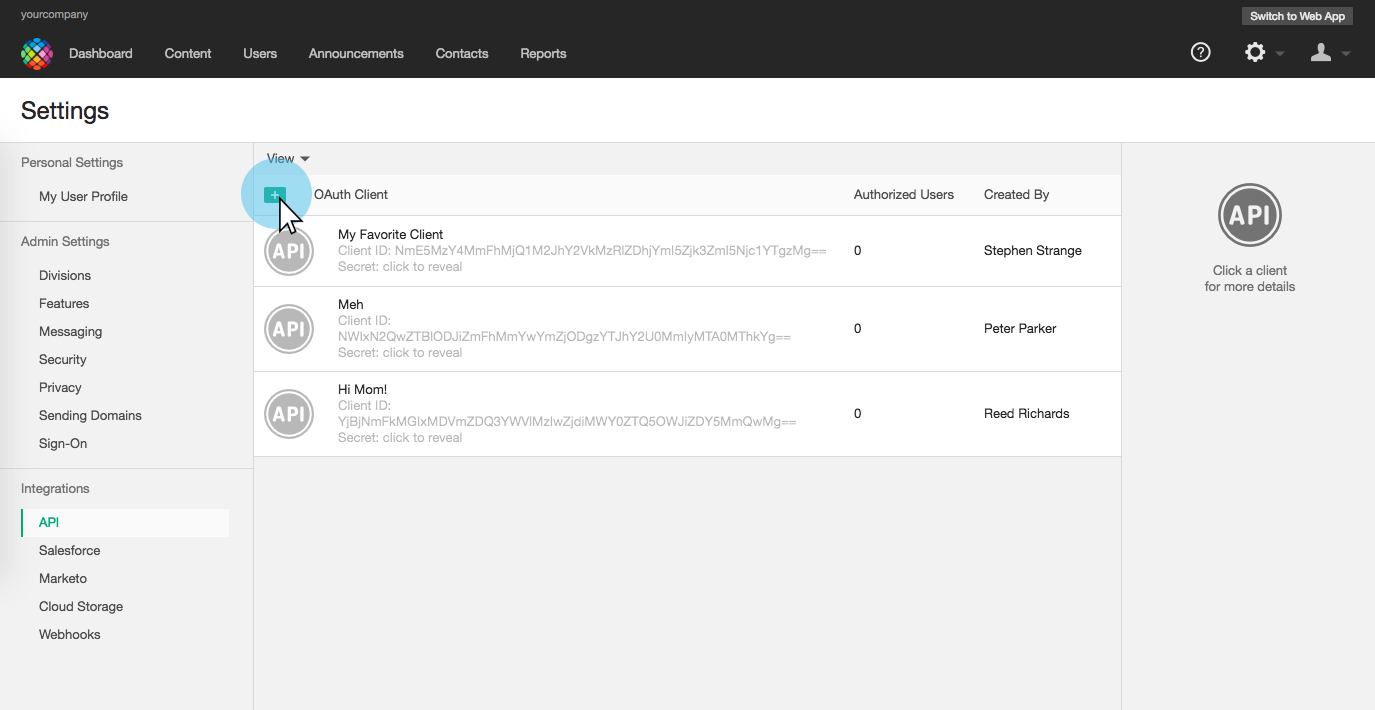 yourcompany
Switch to Web App
Dashboard Content Users Announcements Contacts Reports
Settings
Personal Settings
My User Profile
Admin Settings
Divisions
Features
Messaging
Security
Privacy
Sending Domains
Sign-On
Integrations
API
Salesforce
Marketo
Cloud Storage
Webhooks
View
+ OAuth Client Authorized Users Created By
API
My Favorite Client
Client ID: NmE5MzY4MmFhMjQ1M2JhY2VkMzRlZDhjYmI5Zjk3ZmI5Njc1YTgzMg==
Secret: click to reveal
0
Stephen Strange
API
Meh
Client ID:
NWIxN2QwZTBlODJiZmFhMmYwYmZjODgzYTJhY2U0MmIyMTA0MThkYg==
Secret: click to reveal
0
Peter Parker
API
Hi Mom!
Client ID:
YjBjNmFkMGIxMDVmZDQ3YWVlMzIwZjdiMWY0ZTQ5OWJiZDY5MmQwMg==
Secret: click to reveal
0
Reed Richards
API
Click a client
for more details